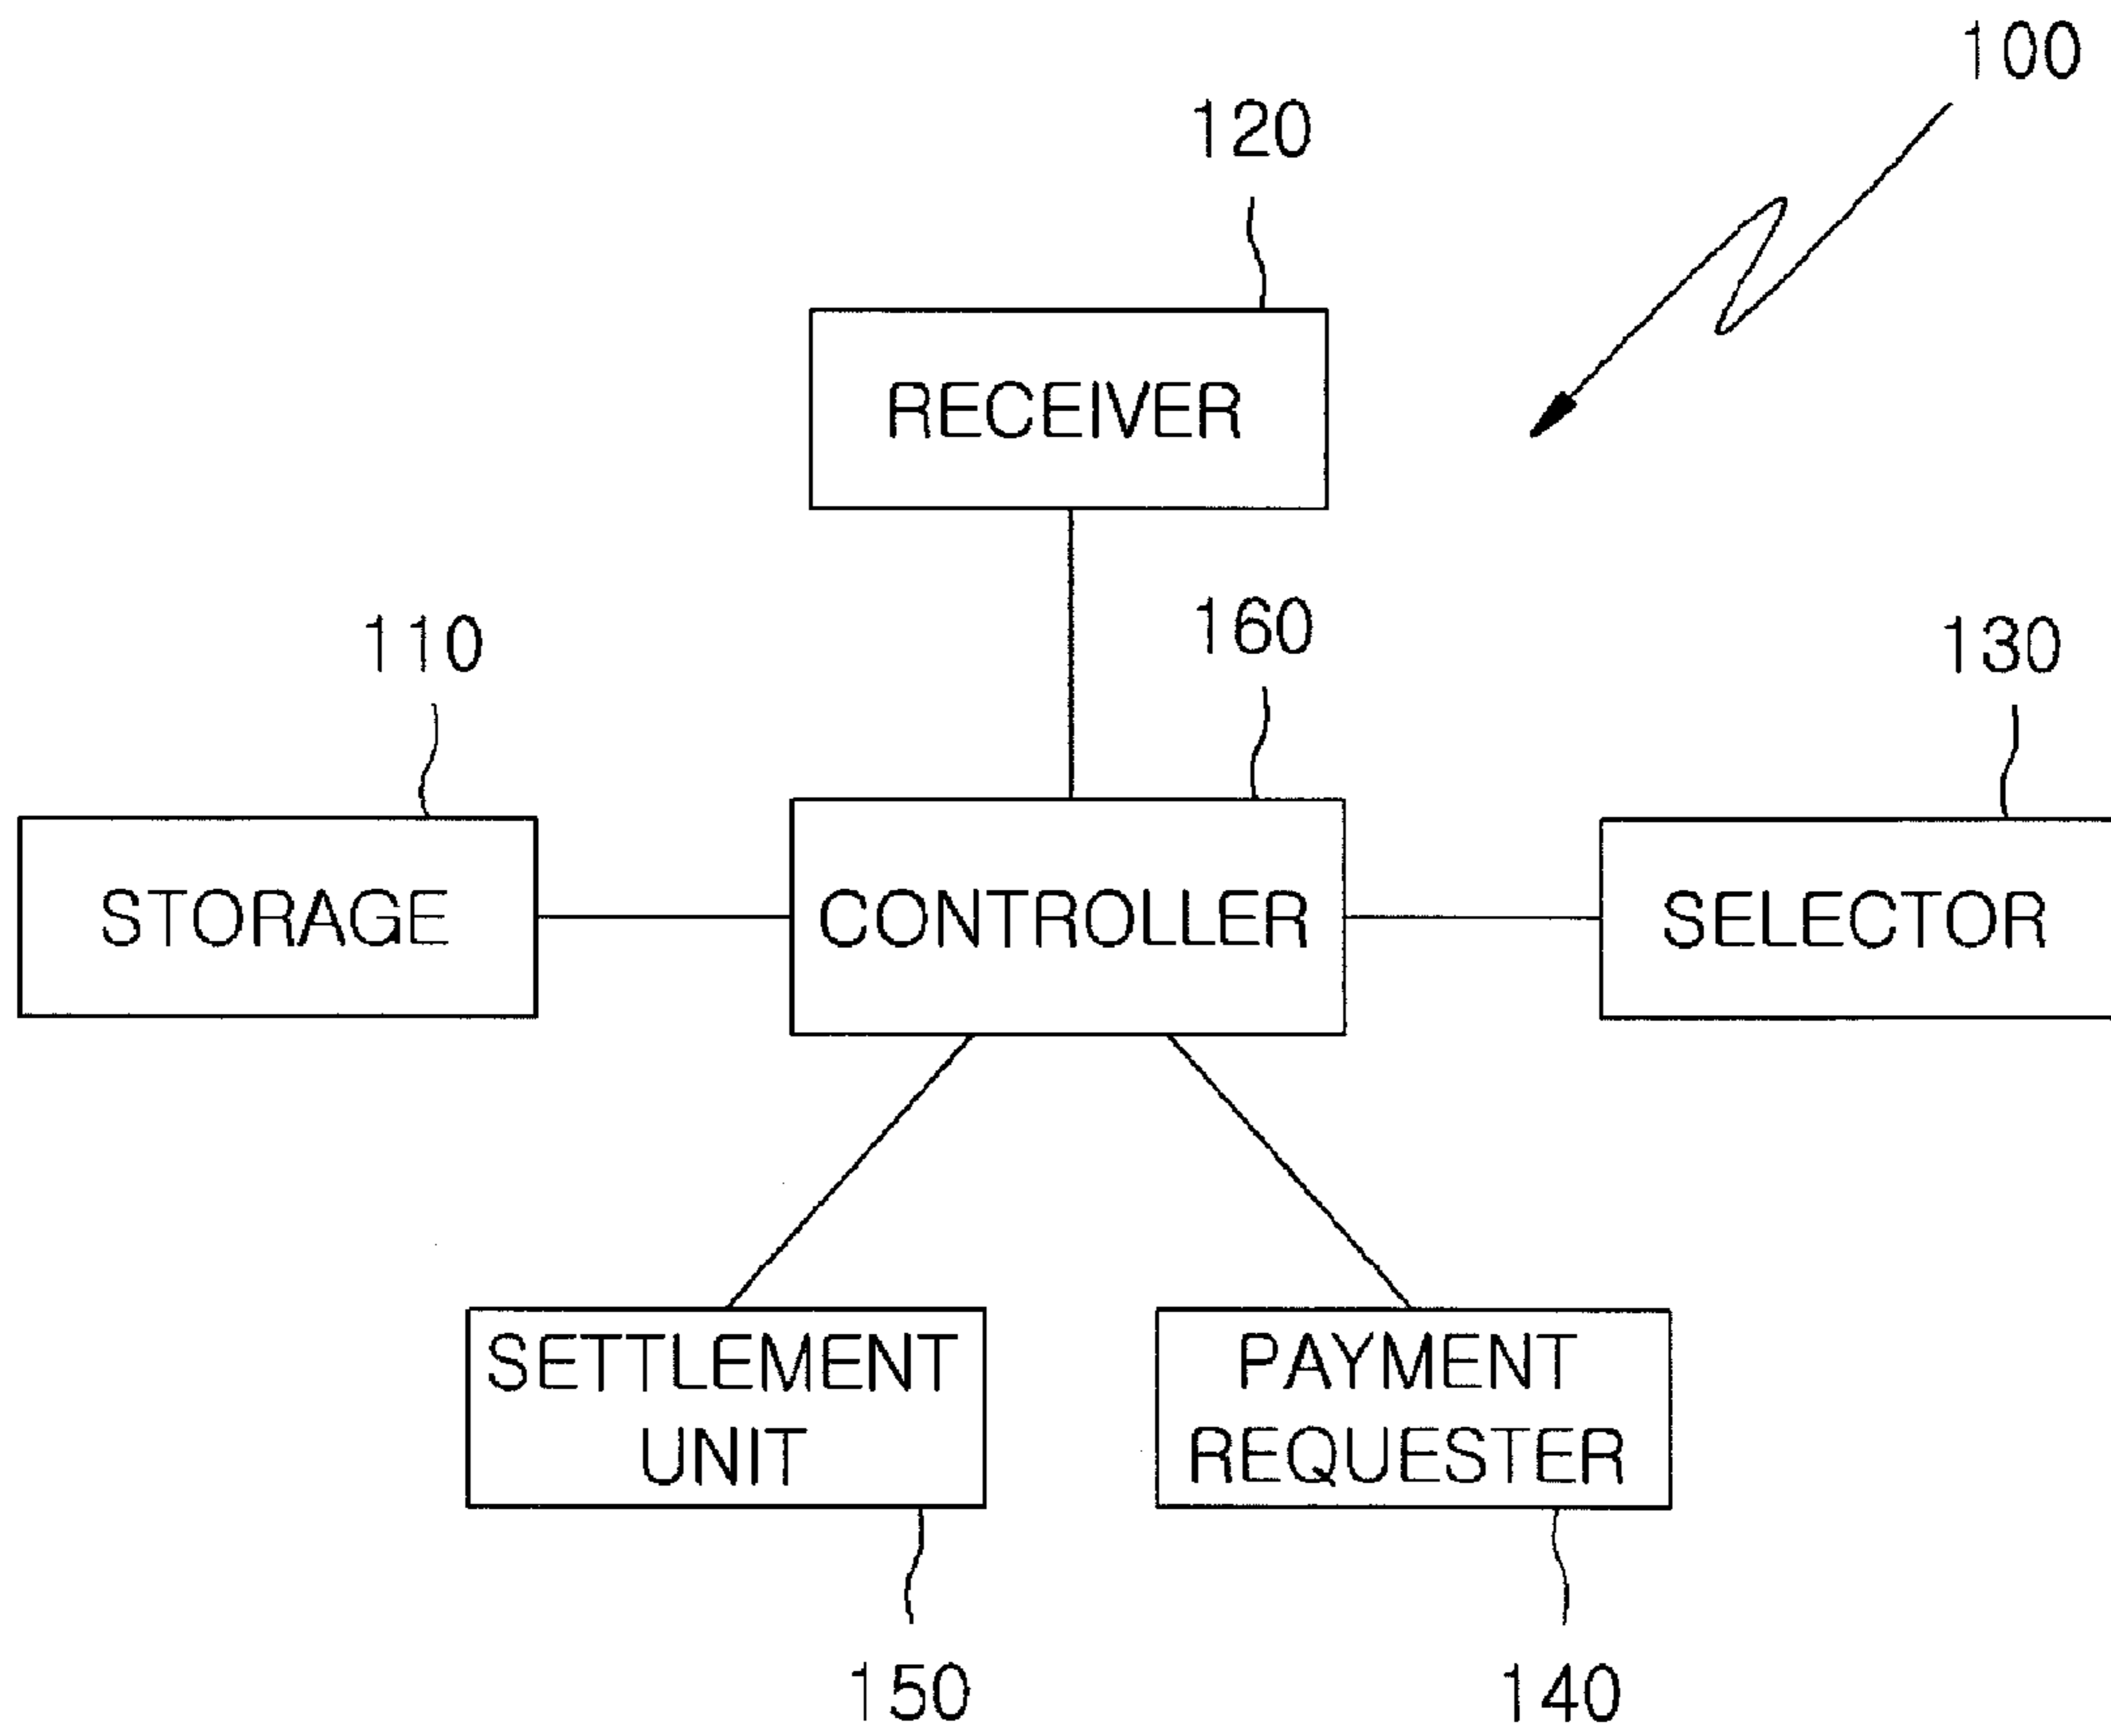 100
120
RECEIVER
110
160
130
STORAGE
CONTROLLER
SELECTOR
SETTLEMENT
UNIT
PAYMENT
REQUESTER
150
140